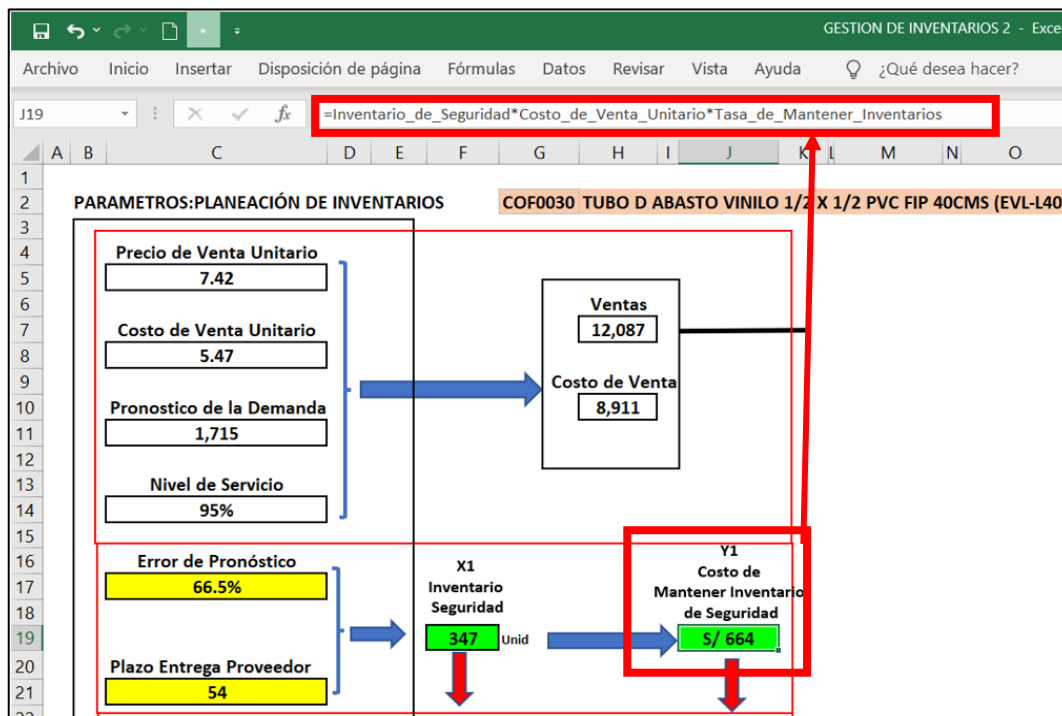 GESTION DE INVENTARIOS 2 - Exce
Archivo Inicio Insertar Disposición de página Fórmulas Datos Revisar Vista Ayuda ¿Qué desea hacer?
J19 fx =Inventario_de_Seguridad*Costo_de_Venta_Unitario*Tasa_de_Mantener_Inventarios
A B C D E F G H I J K L M N O
1
2 PARAMETROS:PLANEACIÓN DE INVENTARIOS COF0030 TUBO D ABASTO VINILO 1/2 X 1/2 PVC FIP 40CMS (EVL-L40
3
4 Precio de Venta Unitario
5 7.42
6 Ventas
7 Costo de Venta Unitario 12,087
8 5.47
9 Costo de Venta
10 Pronostico de la Demanda 8,911
11 1,715
12
13 Nivel de Servicio
14 95%
15
16 Error de Pronóstico X1 Y1
17 66.5% Inventario Costo de
18 Seguridad Mantener Inventario
de Seguridad
19 347 Unid S/ 664
20 Plazo Entrega Proveedor
21 54